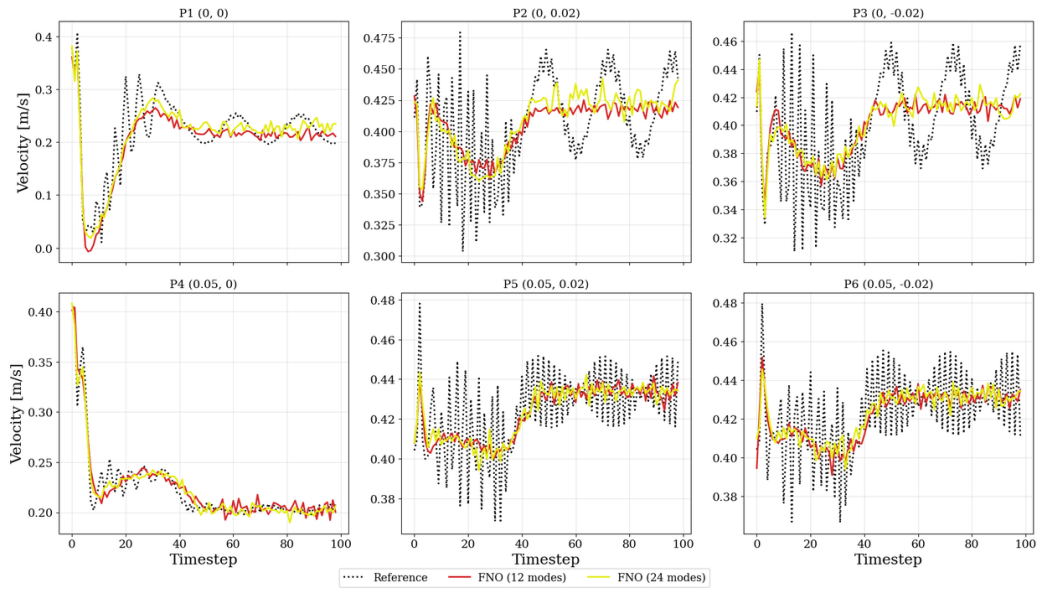 P1 (0, 0)
P2 (0, 0.02)
P3 (0, -0.02)
0.4
0.3
0.2
0.1
0.0
Velocity [m/s]
0.475
0.450
0.425
0.400
0.375
0.350
0.325
0.300
0.46
0.44
0.42
0.40
0.38
0.36
0.34
0.32
P4 (0.05, 0)
P5 (0.05, 0.02)
P6 (0.05, -0.02)
0.40
0.35
0.30
0.25
0.20
Velocity [m/s]
0.48
0.46
0.44
0.42
0.40
0.38
0.48
0.46
0.44
0.42
0.40
0.38
0 20 40 60 80 100
0 20 40 60 80 100
0 20 40 60 80 100
Timestep
Timestep
Timestep
Reference FNO (12 modes) FNO (24 modes)